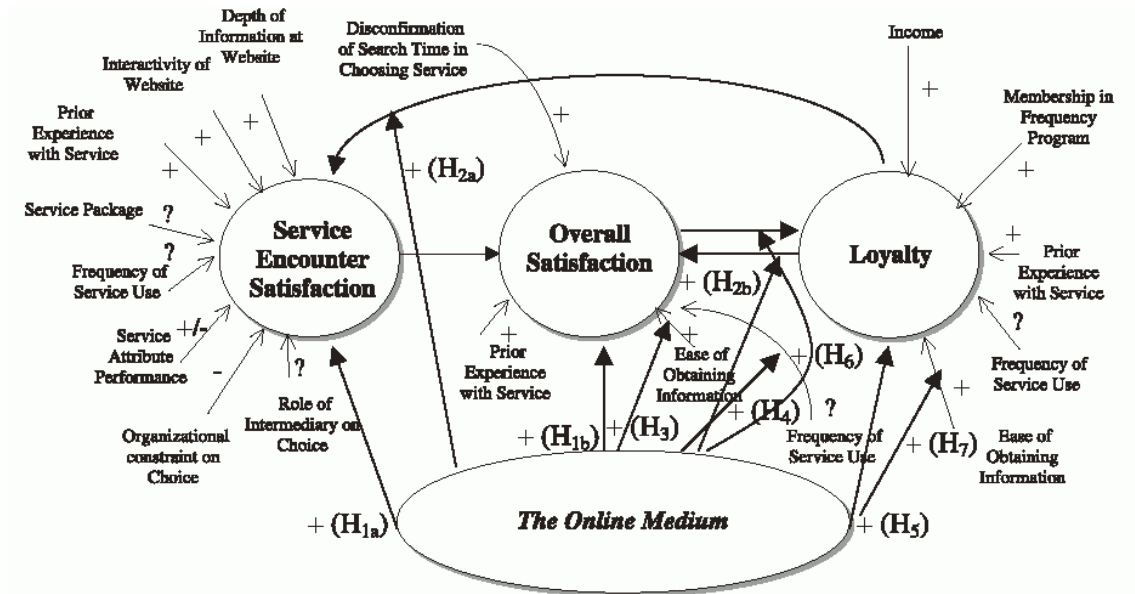 Depth of
Information at
Website
Interactivity of
Website
Prior
Experience
with Service
Service Package
Frequency of
Service Use
Service
Attribute
Performance
Organizational
constraint on
Choice
Role of
Intermediary on
Choice
+
+
+
?
?
+/-
-
?
Service
Encounter
Satisfaction
Disconfirmation
of Search Time in
Choosing Service
+
+ (H2a)
Overall
Satisfaction
+
Prior
Experience
with Service
+
Ease of
Obtaining
Information
+ (H2b)
?
Frequency of
Service Use
Income
+
Membership in
Frequency
Program
+
Loyalty
+
Prior
Experience
with Service
?
Frequency of
Service Use
+
Ease of
Obtaining
Information
+ (H1a)
+ (H1b)
+ (H3)
+ (H4)
+ (H6)
+ (H5)
+ (H7)
The Online Medium